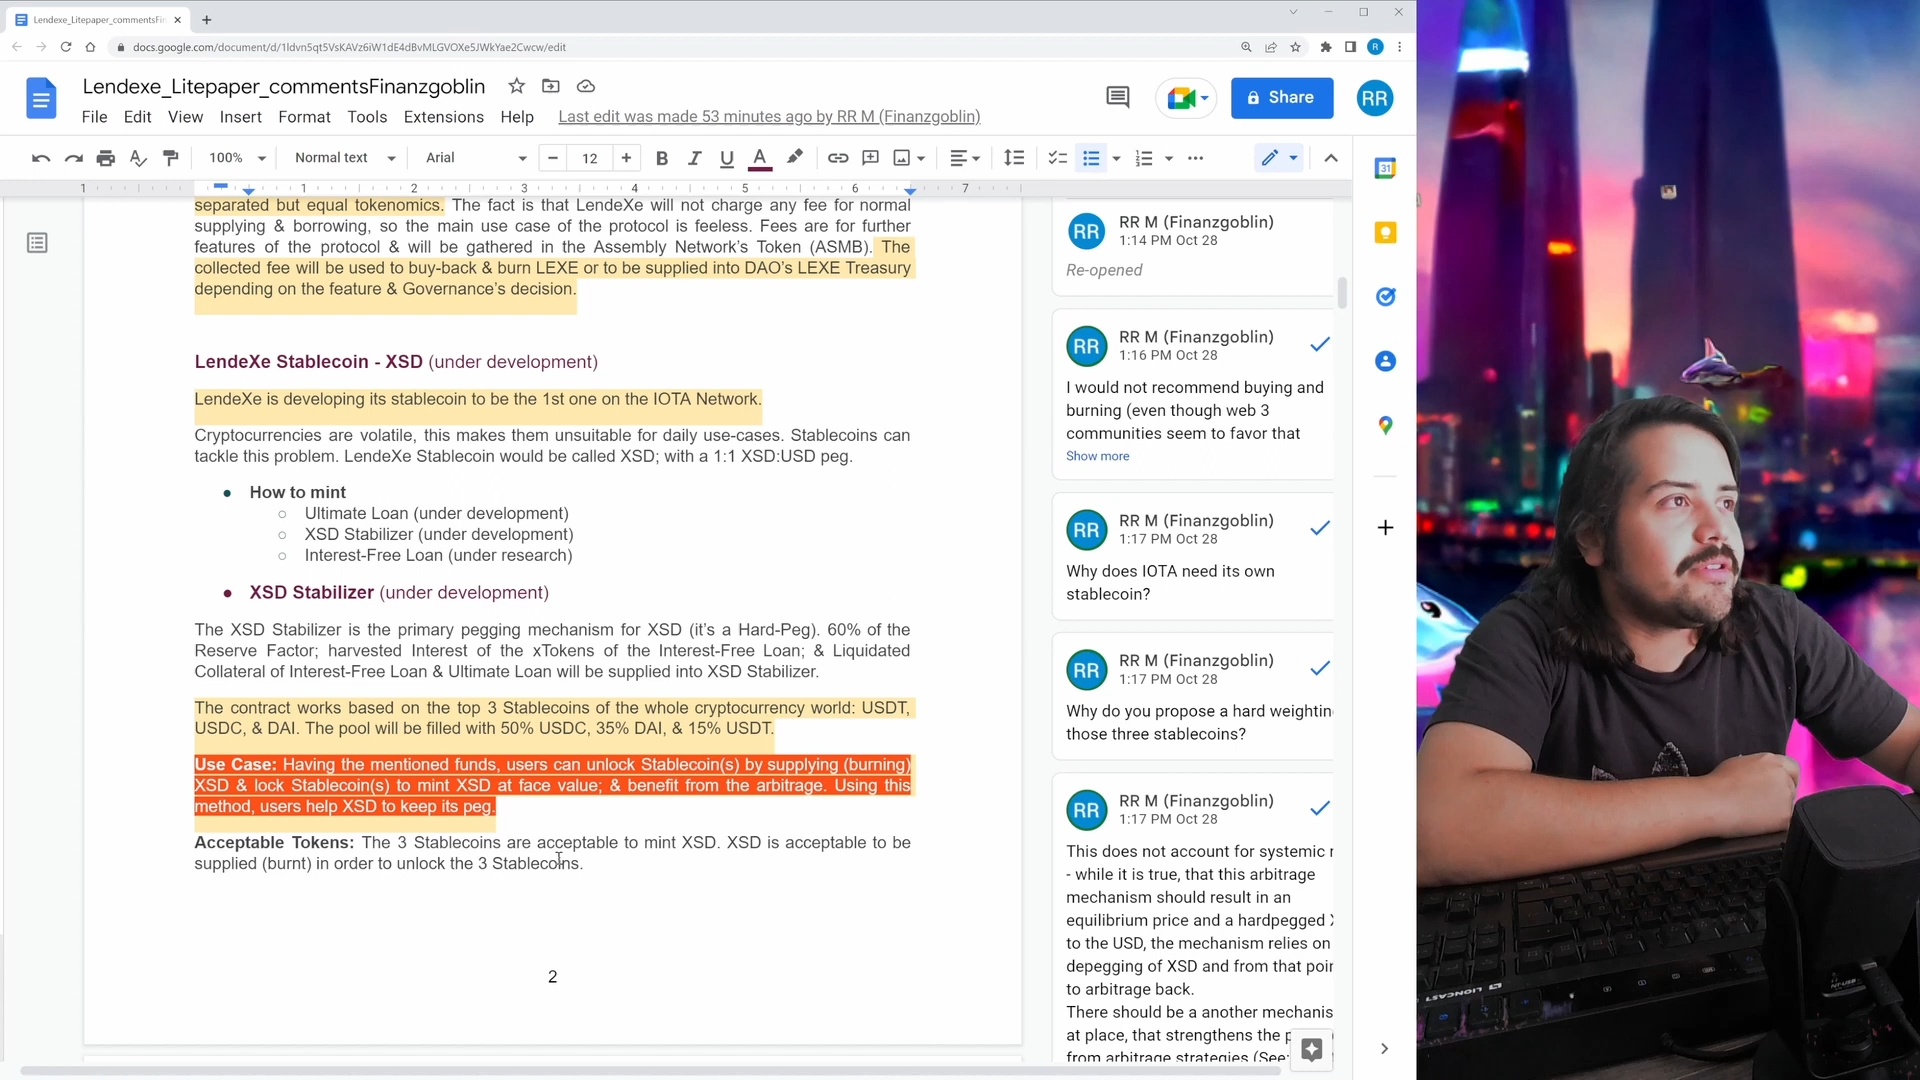 Lendexe_Litepaper_commentsFin
docs.google.com/document/d/1ldvn5qt5VsKAVz6iW1dE4dBvMLGVOXe5JWkYae2Cwcw/edit
R
Lendexe_Litepaper_commentsFinanzgoblin
Share
RR
File Edit View Insert Format Tools Extensions Help Last edit was made 53 minutes ago by RR M (Finanzgoblin)
100% Normal text Arial 12 B I U A
31
1 1 2 3 4 5 6 7
separated but equal tokenomics. The fact is that LendeXe will not charge any fee for normal
supplying & borrowing, so the main use case of the protocol is feeless. Fees are for further
features of the protocol & will be gathered in the Assembly Network's Token (ASMB). The
collected fee will be used to buy-back & burn LEXE or to be supplied into DAO's LEXE Treasury
depending on the feature & Governance's decision.
LendeXe Stablecoin - XSD (under development)
LendeXe is developing its stablecoin to be the 1st one on the IOTA Network.
Cryptocurrencies are volatile, this makes them unsuitable for daily use-cases. Stablecoins can
tackle this problem. LendeXe Stablecoin would be called XSD; with a 1:1 XSD:USD peg.
● How to mint
○ Ultimate Loan (under development)
○ XSD Stabilizer (under development)
○ Interest-Free Loan (under research)
● XSD Stabilizer (under development)
The XSD Stabilizer is the primary pegging mechanism for XSD (it's a Hard-Peg). 60% of the
Reserve Factor; harvested Interest of the xTokens of the Interest-Free Loan; & Liquidated
Collateral of Interest-Free Loan & Ultimate Loan will be supplied into XSD Stabilizer.
The contract works based on the top 3 Stablecoins of the whole cryptocurrency world: USDT,
USDC, & DAI. The pool will be filled with 50% USDC, 35% DAI, & 15% USDT.
Use Case: Having the mentioned funds, users can unlock Stablecoin(s) by supplying (burning)
XSD & lock Stablecoin(s) to mint XSD at face value; & benefit from the arbitrage. Using this
method, users help XSD to keep its peg.
Acceptable Tokens: The 3 Stablecoins are acceptable to mint XSD. XSD is acceptable to be
supplied (burnt) in order to unlock the 3 Stablecoins.
2
RR
RR M (Finanzgoblin)
1:14 PM Oct 28
Re-opened
RR
RR M (Finanzgoblin)
1:16 PM Oct 28
I would not recommend buying and
burning (even though web 3
communities seem to favor that
Show more
RR
RR M (Finanzgoblin)
1:17 PM Oct 28
Why does IOTA need its own
stablecoin?
RR
RR M (Finanzgoblin)
1:17 PM Oct 28
Why do you propose a hard weightin
those three stablecoins?
RR
RR M (Finanzgoblin)
1:17 PM Oct 28
This does not account for systemic r
- while it is true, that this arbitrage
mechanism should result in an
equilibrium price and a hardpegged X
to the USD, the mechanism relies on
depegging of XSD and from that poin
to arbitrage back.
There should be a another mechanis
at place, that strengthens the p
from arbitrage strategies (See:
LIONCAST